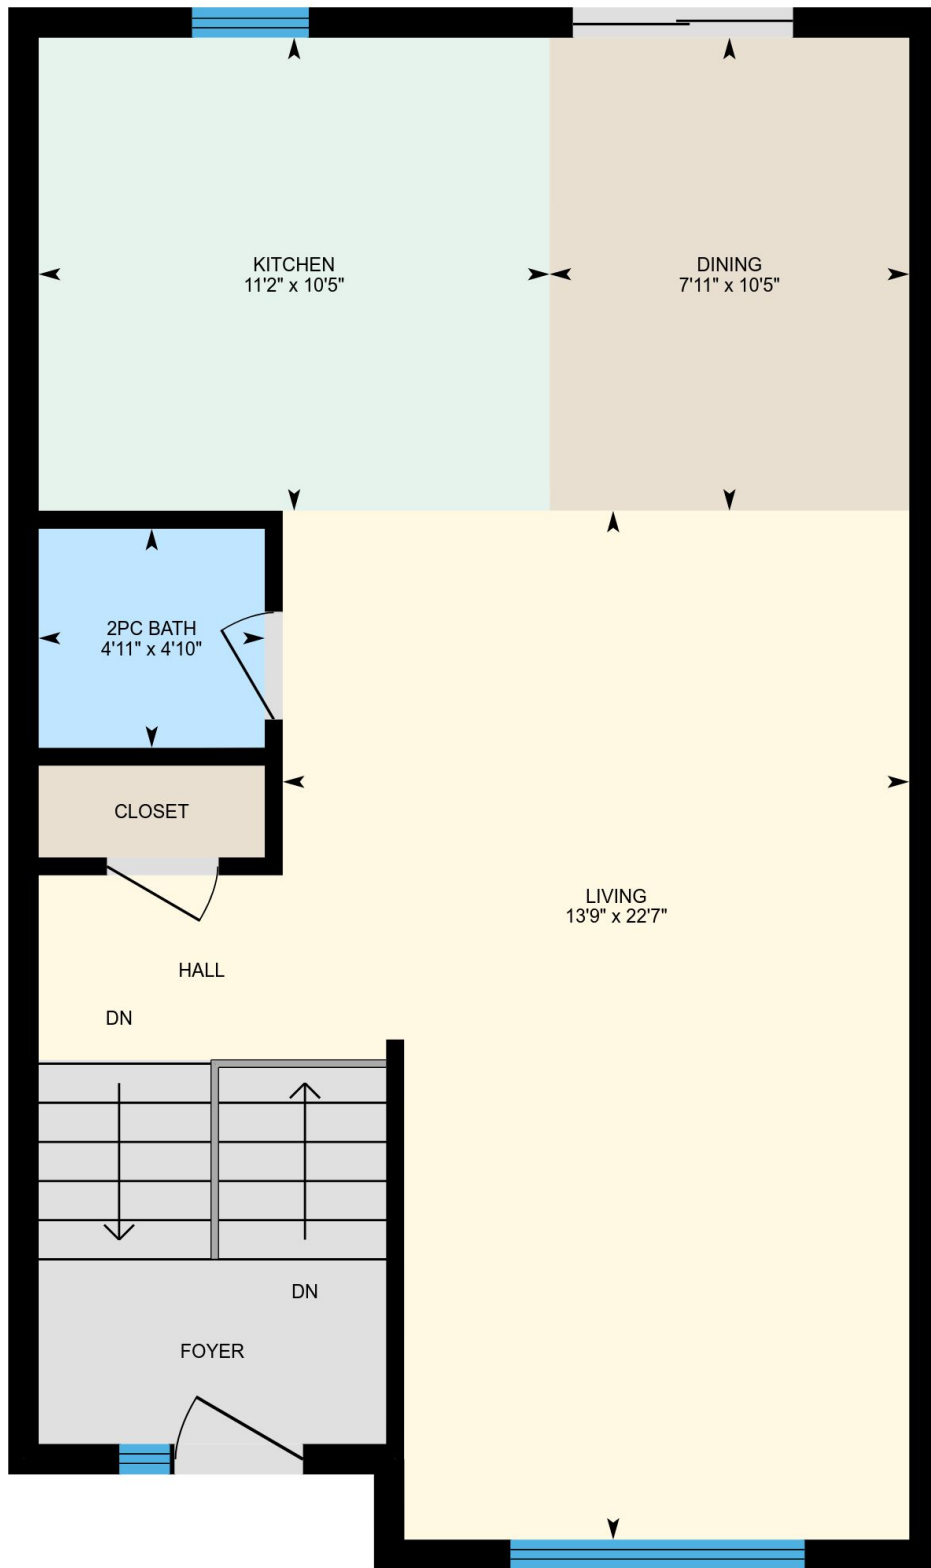 KITCHEN
11'2" x 10'5"
DINING
7'11" x 10'5"
2PC BATH
4'11" x 4'10"
CLOSET
LIVING
13'9" x 22'7"
HALL
DN
DN
FOYER